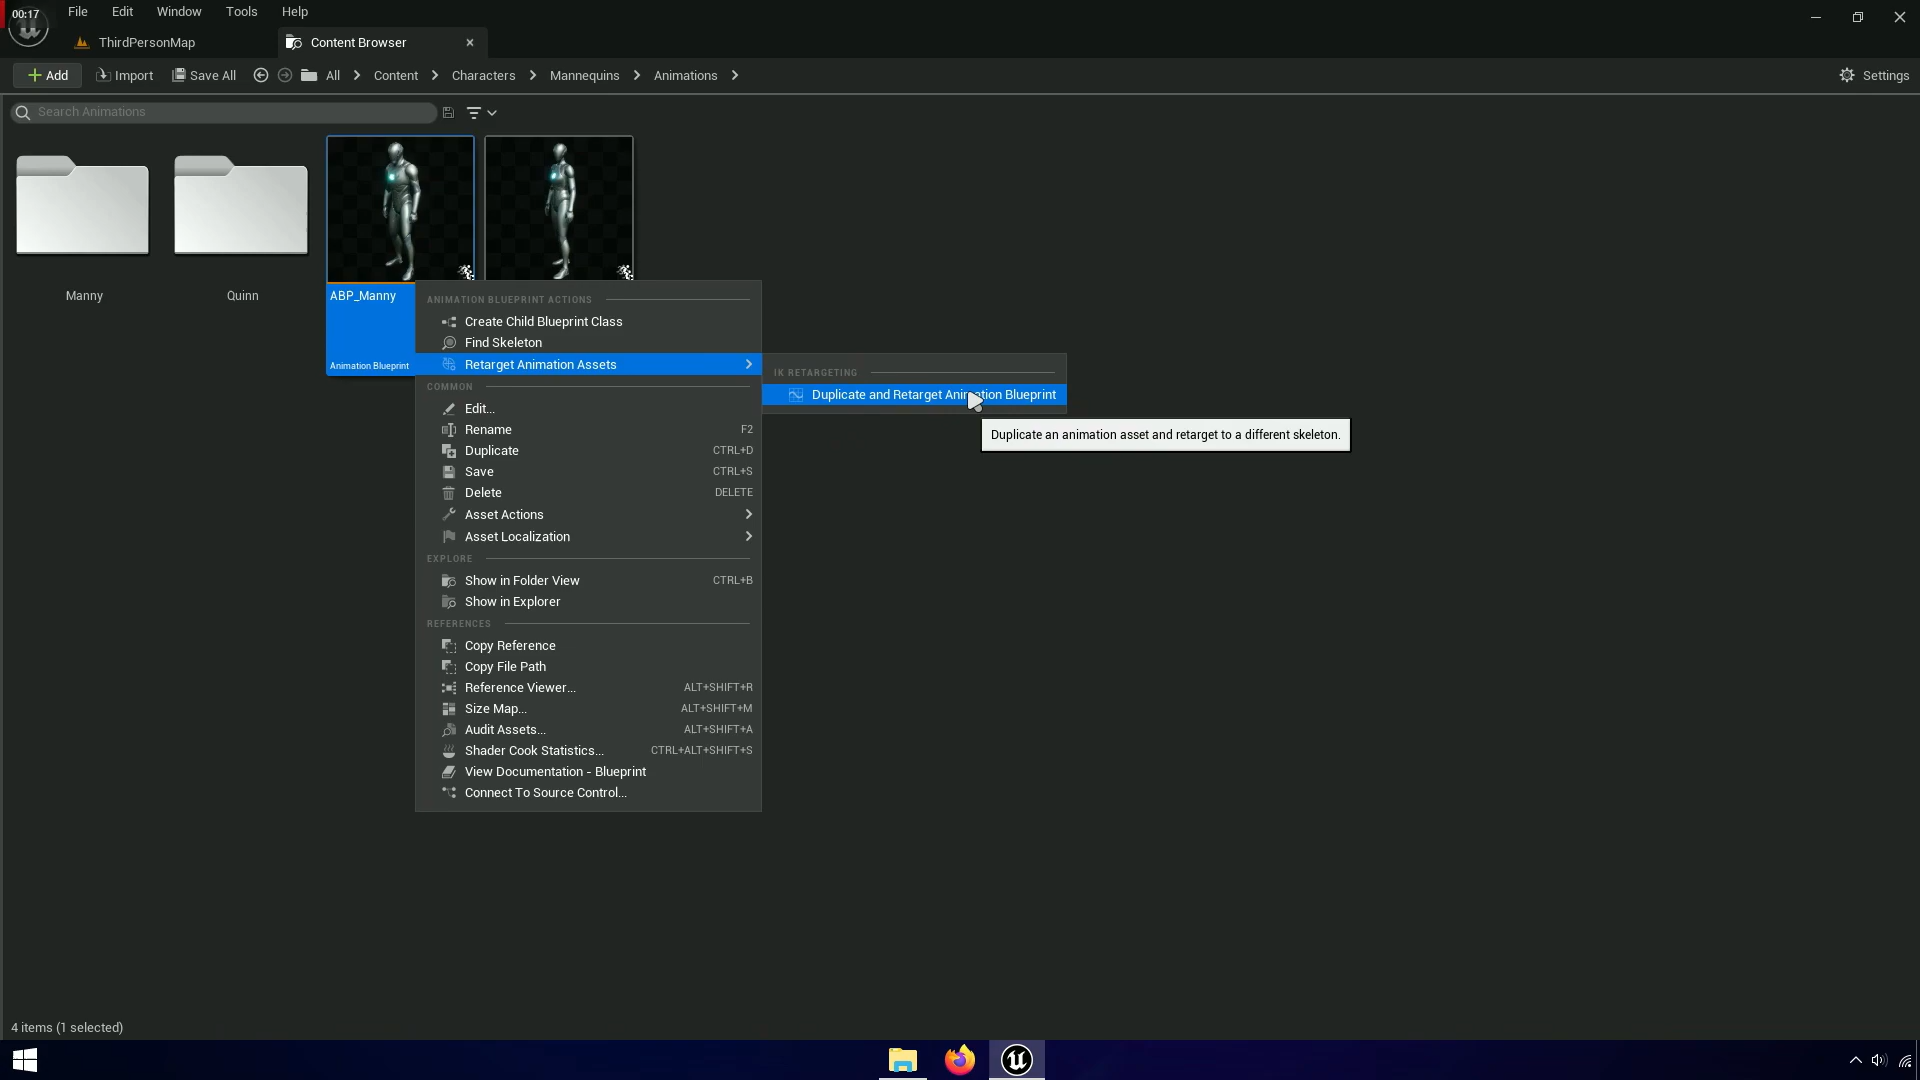 00:17
File Edit Window Tools Help
ThirdPersonMap Content Browser
Add Import Save All All Content Characters Mannequins Animations Settings
Search Animations
Manny Quinn ABP_Manny
Animation Blueprint
ANIMATION BLUEPRINT ACTIONS
Create Child Blueprint Class
Find Skeleton
Retarget Animation Assets
IK RETARGETING
Duplicate and Retarget Animation Blueprint
Duplicate an animation asset and retarget to a different skeleton.
COMMON
Edit...
Rename F2
Duplicate CTRL+D
Save CTRL+S
Delete DELETE
Asset Actions
Asset Localization
EXPLORE
Show in Folder View CTRL+B
Show in Explorer
REFERENCES
Copy Reference
Copy File Path
Reference Viewer... ALT+SHIFT+R
Size Map... ALT+SHIFT+M
Audit Assets... ALT+SHIFT+A
Shader Cook Statistics... CTRL+ALT+SHIFT+S
View Documentation - Blueprint
Connect To Source Control...
4 items (1 selected)